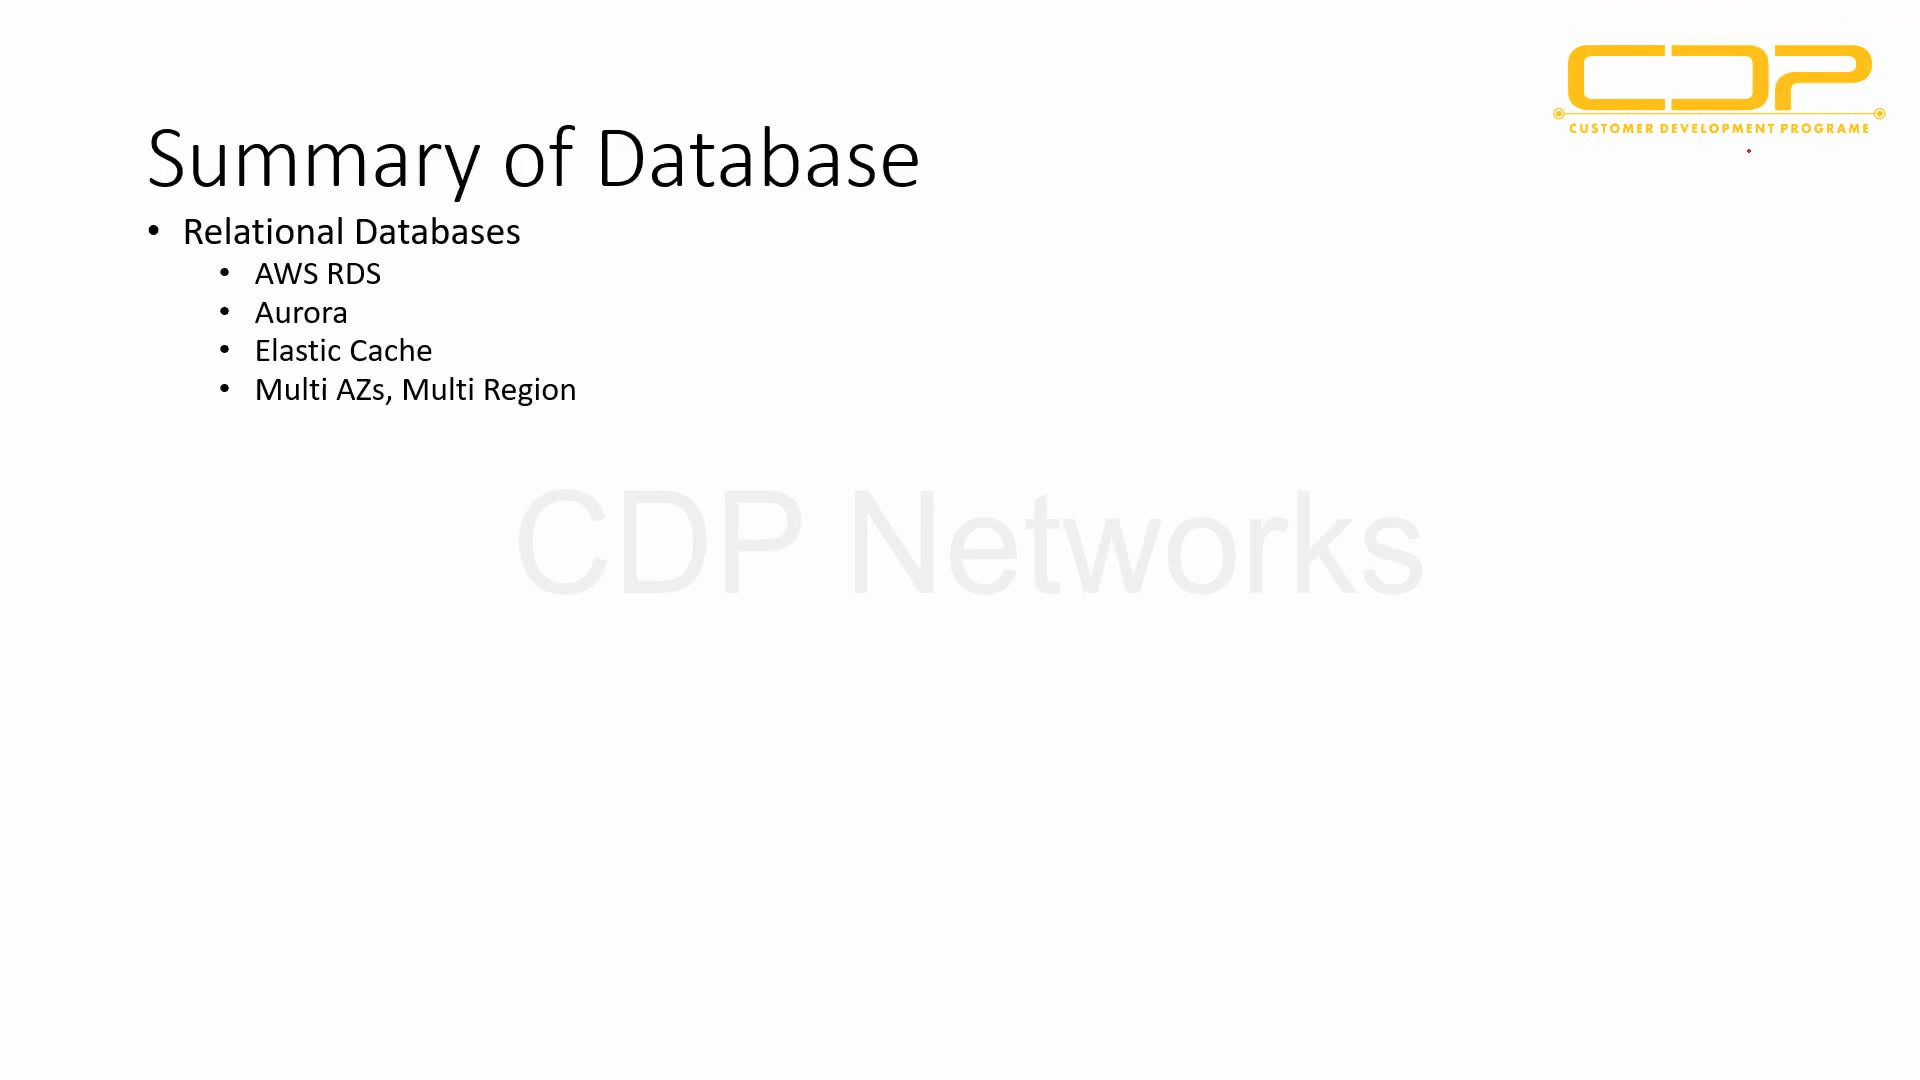 CDP
CUSTOMER DEVELOPMENT PROGRAME
Summary of Database
• Relational Databases
• AWS RDS
• Aurora
• Elastic Cache
• Multi AZs, Multi Region
CDP Networks